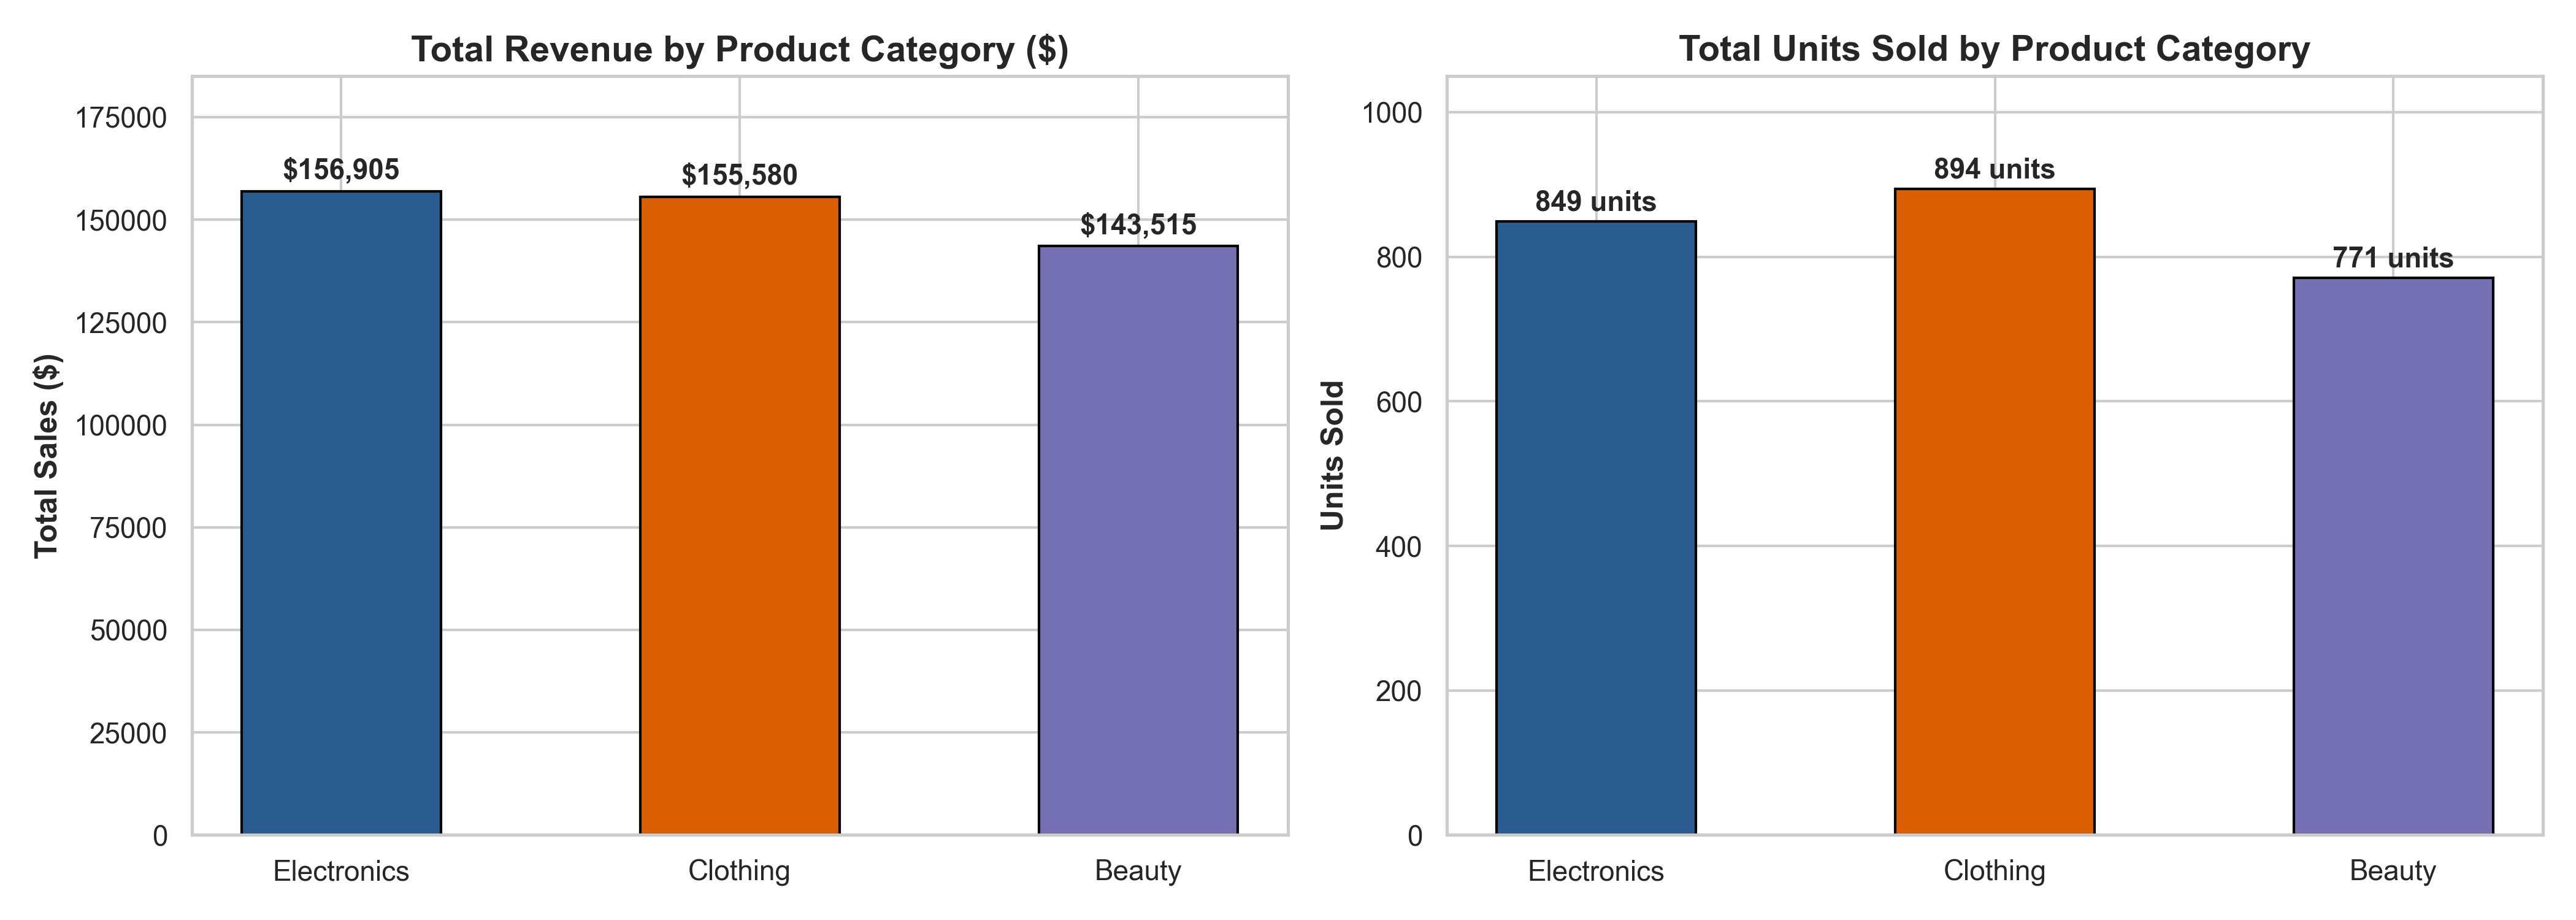 Total Revenue by Product Category ($)
Total Sales ($)
175000
150000
125000
100000
75000
50000
25000
0
$156,905
$155,580
$143,515
Electronics
Clothing
Beauty
Total Units Sold by Product Category
Units Sold
1000
800
600
400
200
0
849 units
894 units
771 units
Electronics
Clothing
Beauty